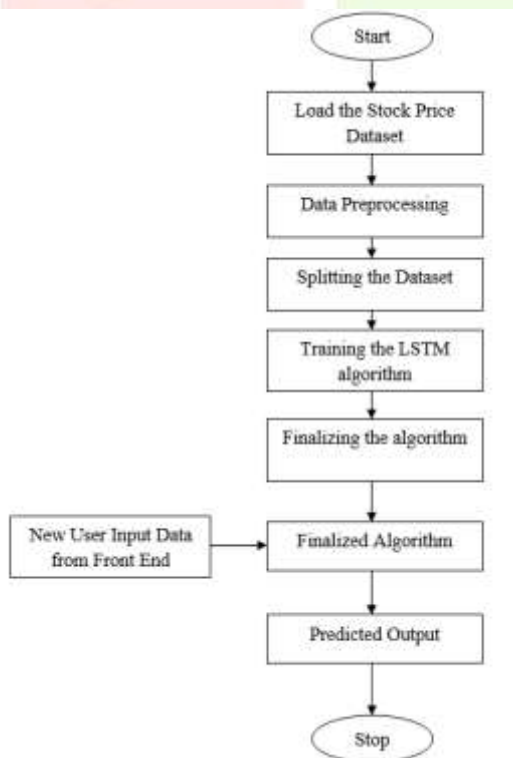 Start
Load the Stock Price
Dataset
Data Preprocessing
Splitting the Dataset
Training the LSTM
algorithm
Finalizing the algorithm
New User Input Data
from Front End
Finalized Algorithm
Predicted Output
Stop